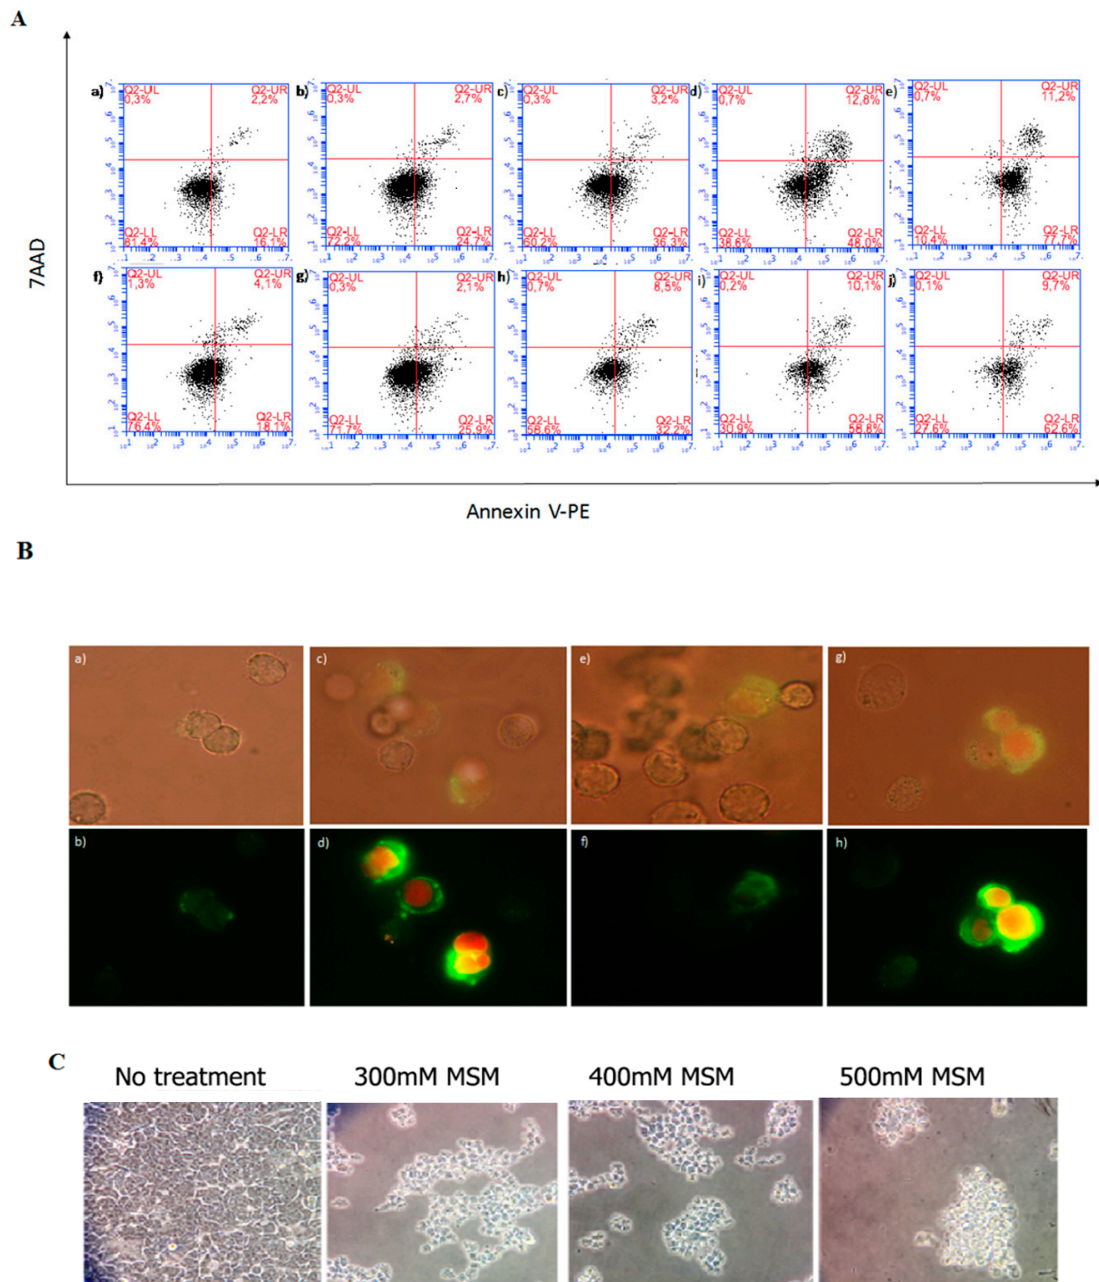 A
a)
Q2-UL
0,3%
Q2-UR
2,2%
Q2-LL
81,4%
Q2-LR
16,1%
b)
Q2-UL
0,3%
Q2-UR
2,7%
Q2-LL
72,2%
Q2-LR
24,7%
c)
Q2-UL
0,3%
Q2-UR
3,2%
Q2-LL
60,2%
Q2-LR
36,3%
d)
Q2-UL
0,7%
Q2-UR
12,6%
Q2-LL
38,6%
Q2-LR
48,0%
e)
Q2-UL
0,7%
Q2-UR
11,2%
Q2-LL
10,4%
Q2-LR
77,7%
f)
Q2-UL
1,3%
Q2-UR
4,1%
Q2-LL
76,4%
Q2-LR
18,1%
g)
Q2-UL
0,3%
Q2-UR
2,1%
Q2-LL
71,7%
Q2-LR
25,9%
h)
Q2-UL
0,7%
Q2-UR
8,5%
Q2-LL
58,6%
Q2-LR
32,2%
i)
Q2-UL
0,2%
Q2-UR
10,1%
Q2-LL
30,9%
Q2-LR
58,8%
j)
Q2-UL
0,1%
Q2-UR
9,7%
Q2-LL
27,6%
Q2-LR
62,6%
7AAD
Annexin V-PE
B
a)
c)
e)
g)
b)
d)
f)
h)
C
No treatment
300mM MSM
400mM MSM
500mM MSM